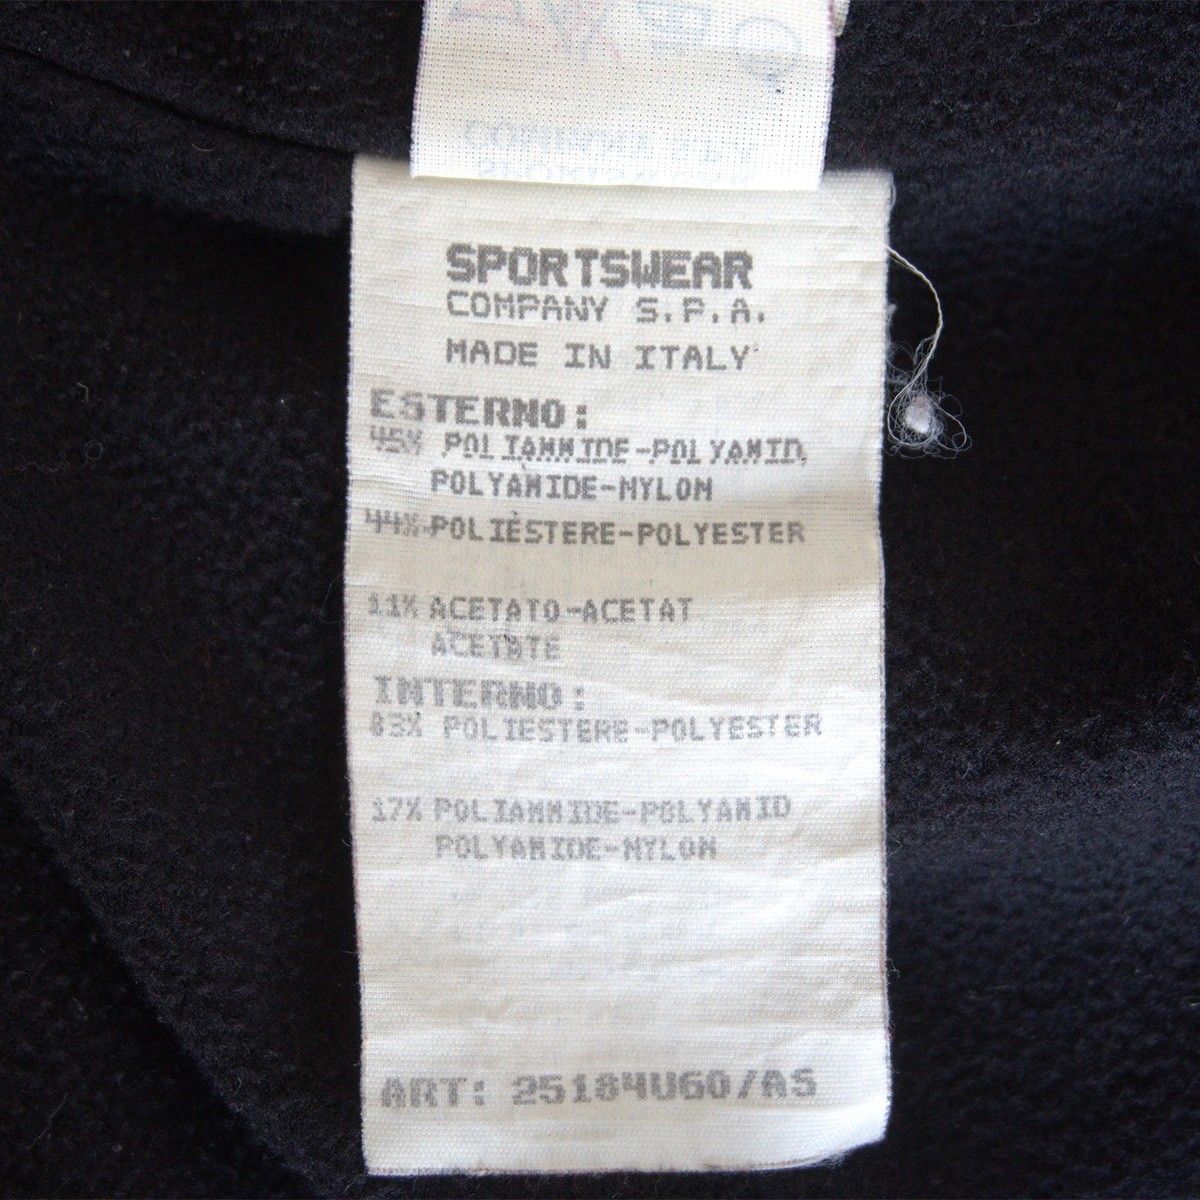 SPORTSWEAR
COMPANY S.P.A.
MADE IN ITALY
ESTERNO:
45% POLIAMMIDE-POLYAMID
POLYAMIDE-NYLON
44% POLIESTERE-POLYESTER
11% ACETATO-ACETAT
ACETATE
INTERNO:
83% POLIESTERE-POLYESTER
17% POLIAMMIDE-POLYAMID
POLYAMIDE-NYLON
ART: 25184V60/A5